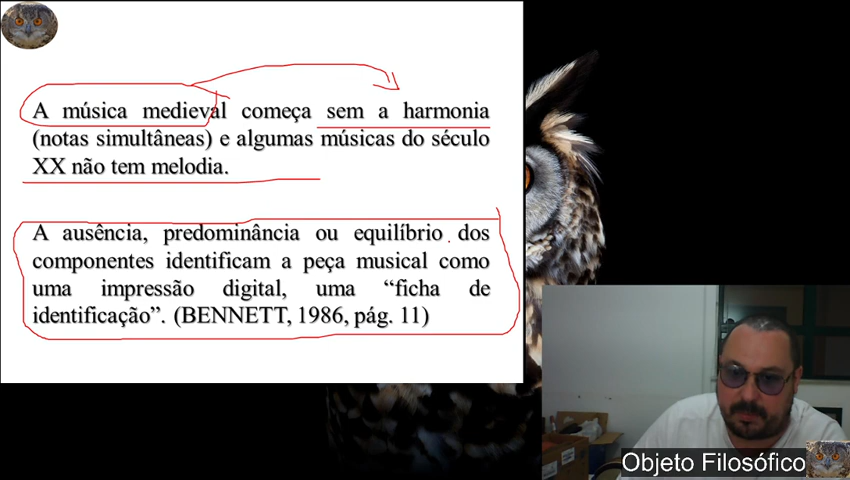 A música medieval começa sem a harmonia
(notas simultâneas) e algumas músicas do século
XX não tem melodia.
A ausência, predominância ou equilíbrio dos
componentes identificam a peça musical como
uma impressão digital, uma “ficha de
identificação”. (BENNETT, 1986, pág. 11)
Objeto Filosófico